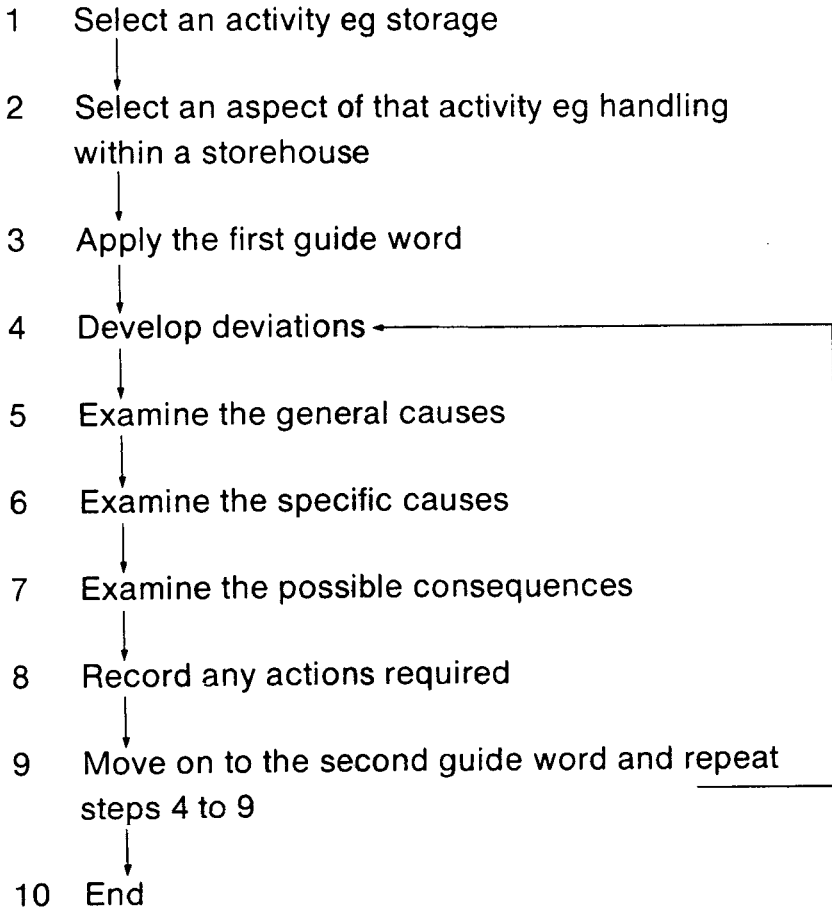 1 Select an activity eg storage
2 Select an aspect of that activity eg handling
within a storehouse
3 Apply the first guide word
4 Develop deviations
5 Examine the general causes
6 Examine the specific causes
7 Examine the possible consequences
8 Record any actions required
9 Move on to the second guide word and repeat
steps 4 to 9
10 End